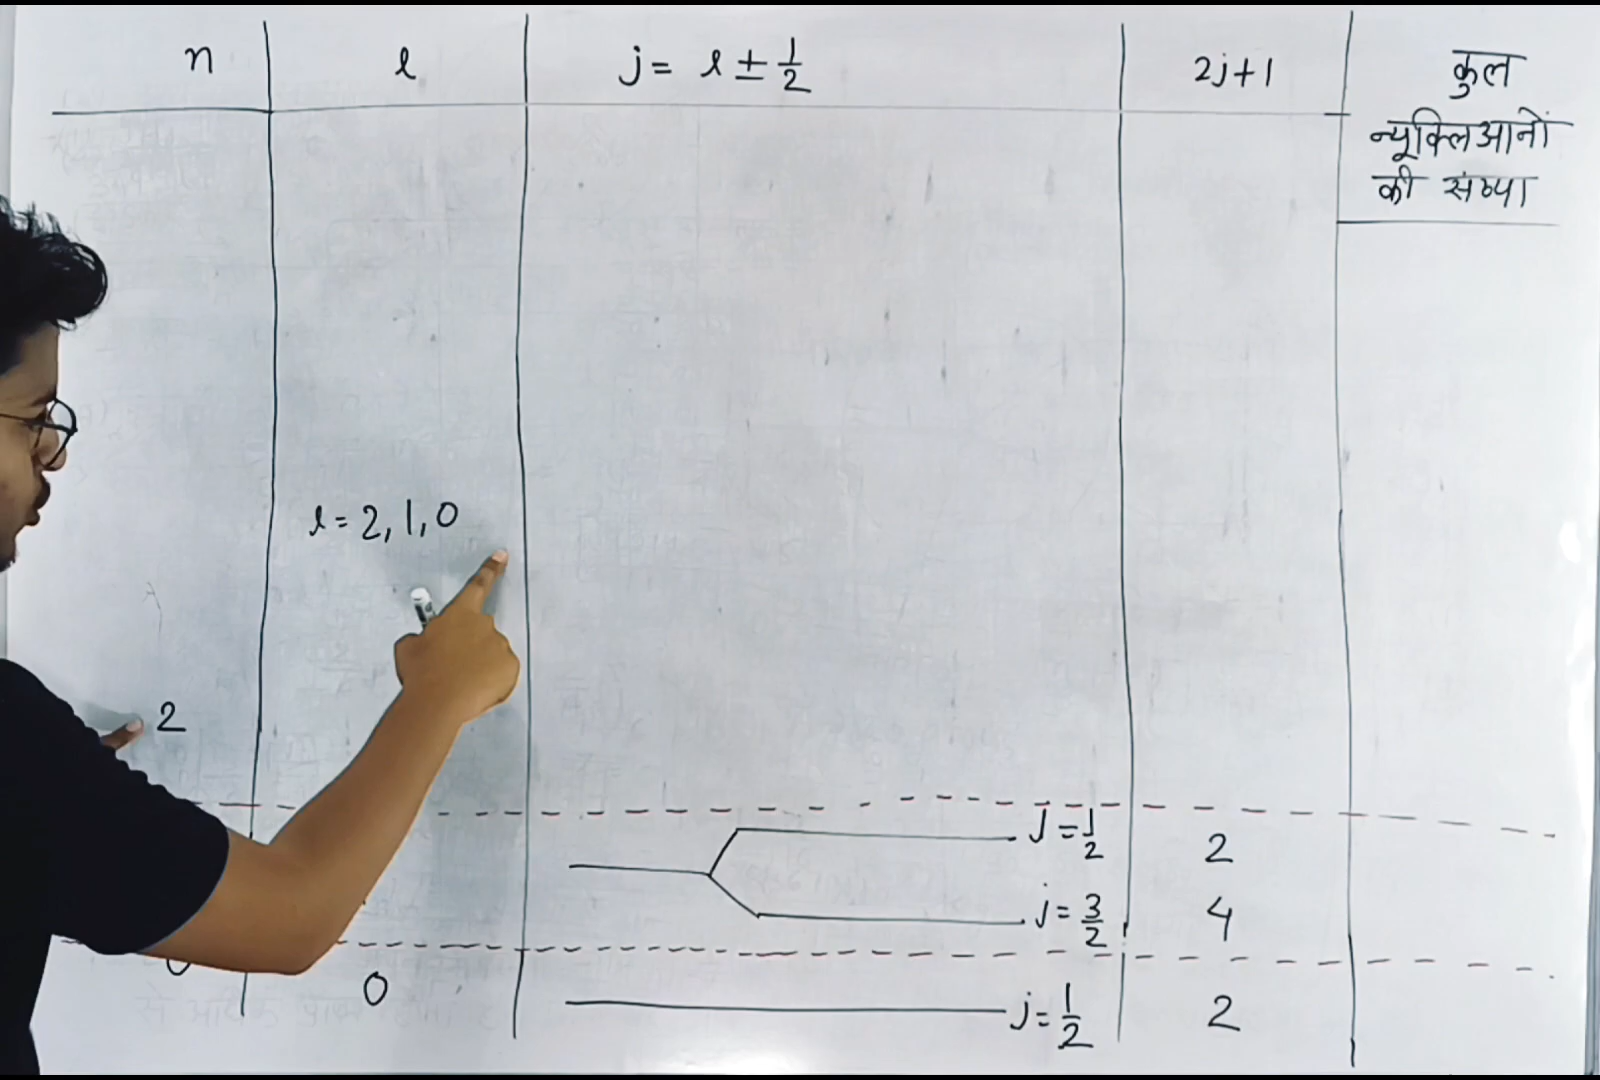 n l j = l ± 1/2 2j+1 कुल
न्यूक्लिआनों
की संख्या
l = 2, 1, 0
2
j = 1/2 2
j = 3/2 4
0 0 j = 1/2 2